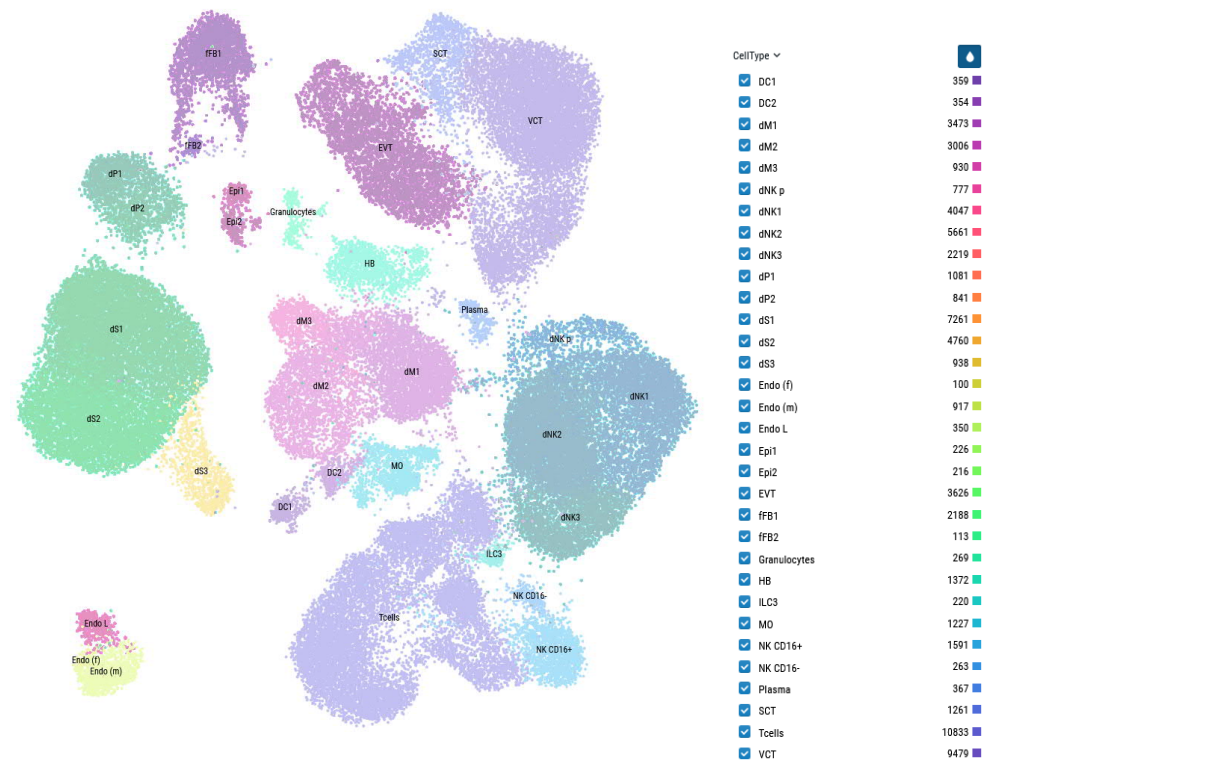 fFB1
SCT
VCT
EVT
fFB2
dP1
dP2
Epi1
Epi2
Granulocytes
HB
Plasma
dM3
dS1
dNK p
dM1
dM2
dNK1
dS2
dNK2
MO
dS3
DC2
DC1
dNK3
ILC3
NK CD16-
Tcells
Endo L
NK CD16+
Endo (f)
Endo (m)
CellType
DC1 359
DC2 354
dM1 3473
dM2 3006
dM3 930
dNK p 777
dNK1 4047
dNK2 5661
dNK3 2219
dP1 1081
dP2 841
dS1 7261
dS2 4760
dS3 938
Endo (f) 100
Endo (m) 917
Endo L 350
Epi1 226
Epi2 216
EVT 3626
fFB1 2188
fFB2 113
Granulocytes 269
HB 1372
ILC3 220
MO 1227
NK CD16+ 1591
NK CD16- 263
Plasma 367
SCT 1261
Tcells 10833
VCT 9479